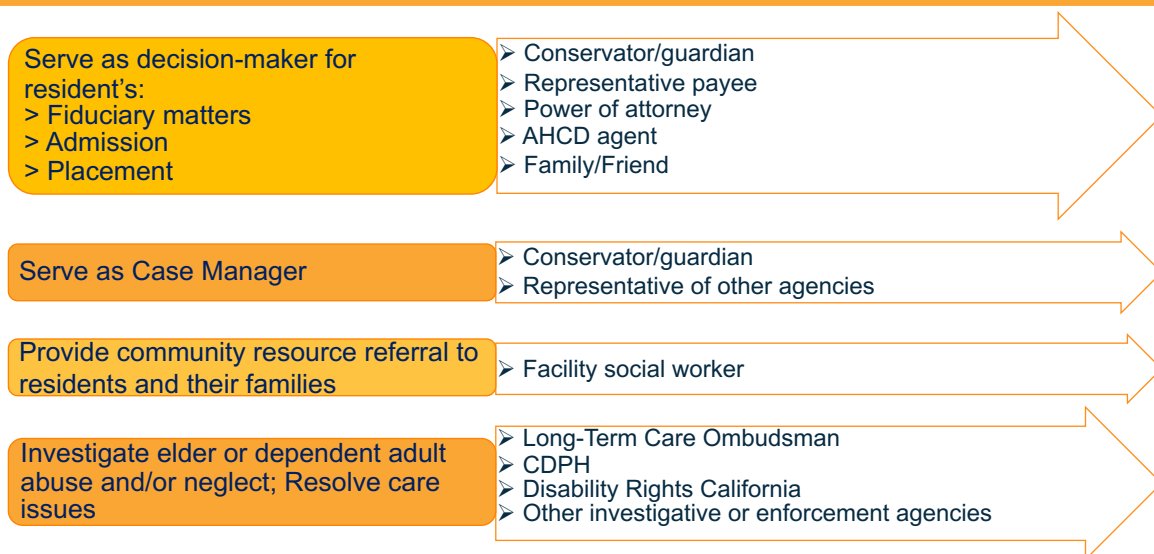 Serve as decision-maker for
resident’s:
> Fiduciary matters
> Admission
> Placement
➢ Conservator/guardian
➢ Representative payee
➢ Power of attorney
➢ AHCD agent
➢ Family/Friend
Serve as Case Manager
➢ Conservator/guardian
➢ Representative of other agencies
Provide community resource referral to
residents and their families
➢ Facility social worker
Investigate elder or dependent adult
abuse and/or neglect; Resolve care
issues
➢ Long-Term Care Ombudsman
➢ CDPH
➢ Disability Rights California
➢ Other investigative or enforcement agencies